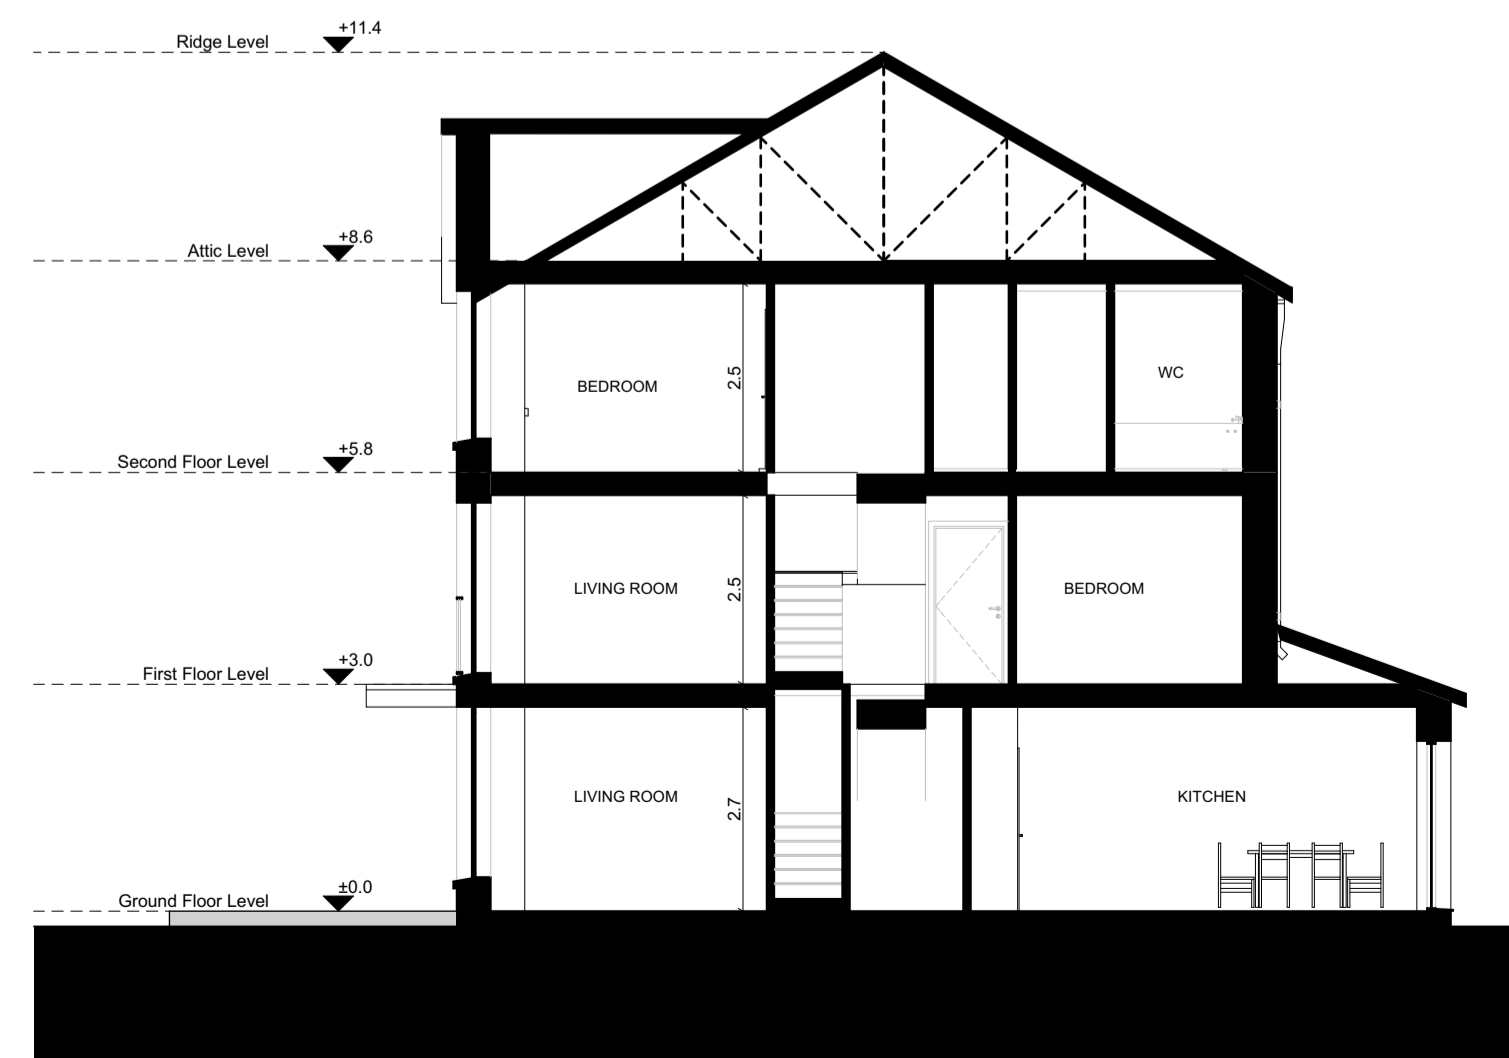 Ridge Level +11.4
Attic Level +8.6
BEDROOM 2.5 WC
Second Floor Level +5.8
LIVING ROOM 2.5 BEDROOM
First Floor Level +3.0
LIVING ROOM 2.7 KITCHEN
Ground Floor Level ±0.0